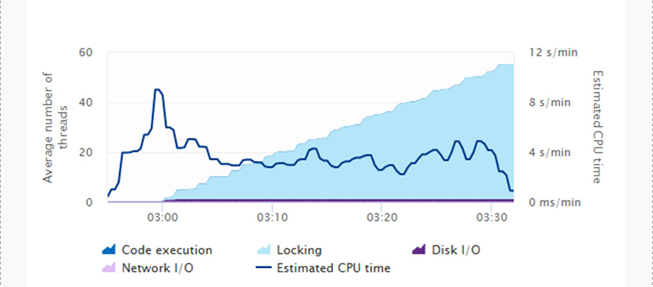 60
40
20
0
Average number of
threads
12 s/min
8 s/min
4 s/min
0 ms/min
Estimated CPU time
03:00 03:10 03:20 03:30
Code execution Locking Disk I/O
Network I/O Estimated CPU time